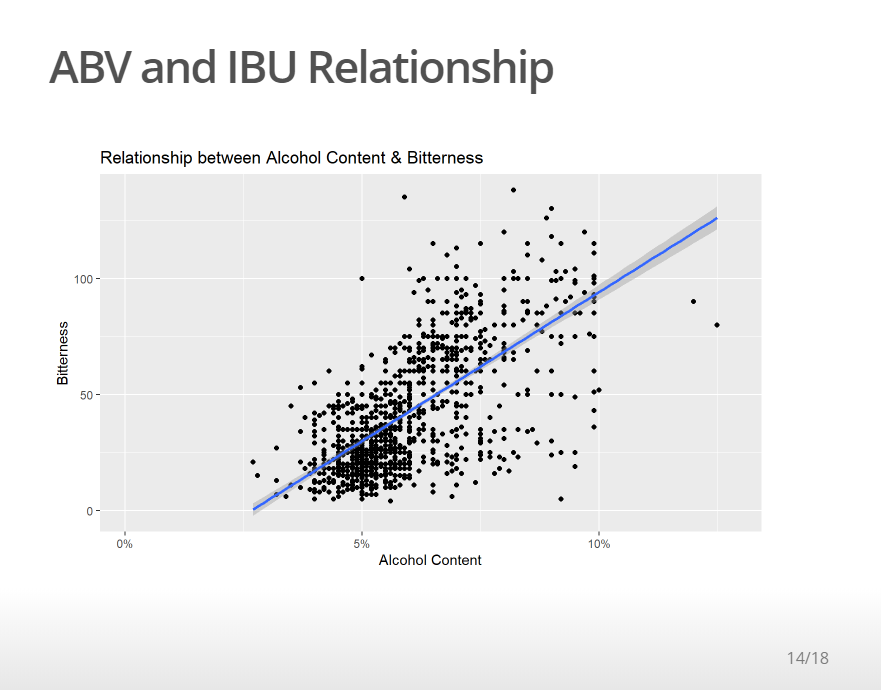 ABV and IBU Relationship
Relationship between Alcohol Content & Bitterness
Bitterness
100
50
0
0%
5%
10%
Alcohol Content
14/18